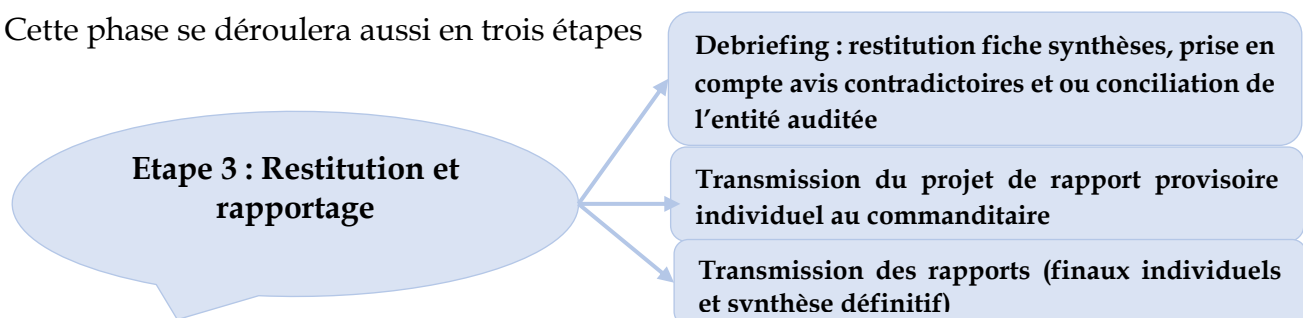 Cette phase se déroulera aussi en trois étapes
Debriefing : restitution fiche synthèses, prise en
compte avis contradictoires et ou conciliation de
l’entité auditée
Etape 3 : Restitution et
rapportage
Transmission du projet de rapport provisoire
individuel au commanditaire
Transmission des rapports (finaux individuels
et synthèse définitif)